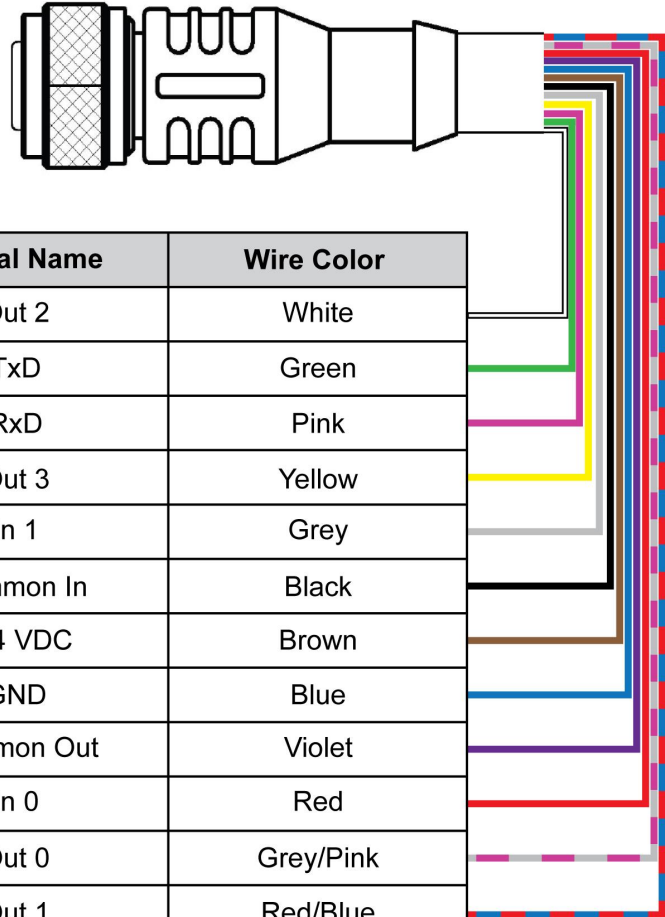 al Name Wire Color
Out 2 White
TxD Green
RxD Pink
Out 3 Yellow
n 1 Grey
mmon In Black
4 VDC Brown
GND Blue
mon Out Violet
n 0 Red
Out 0 Grey/Pink
Out 1 Red/Blue